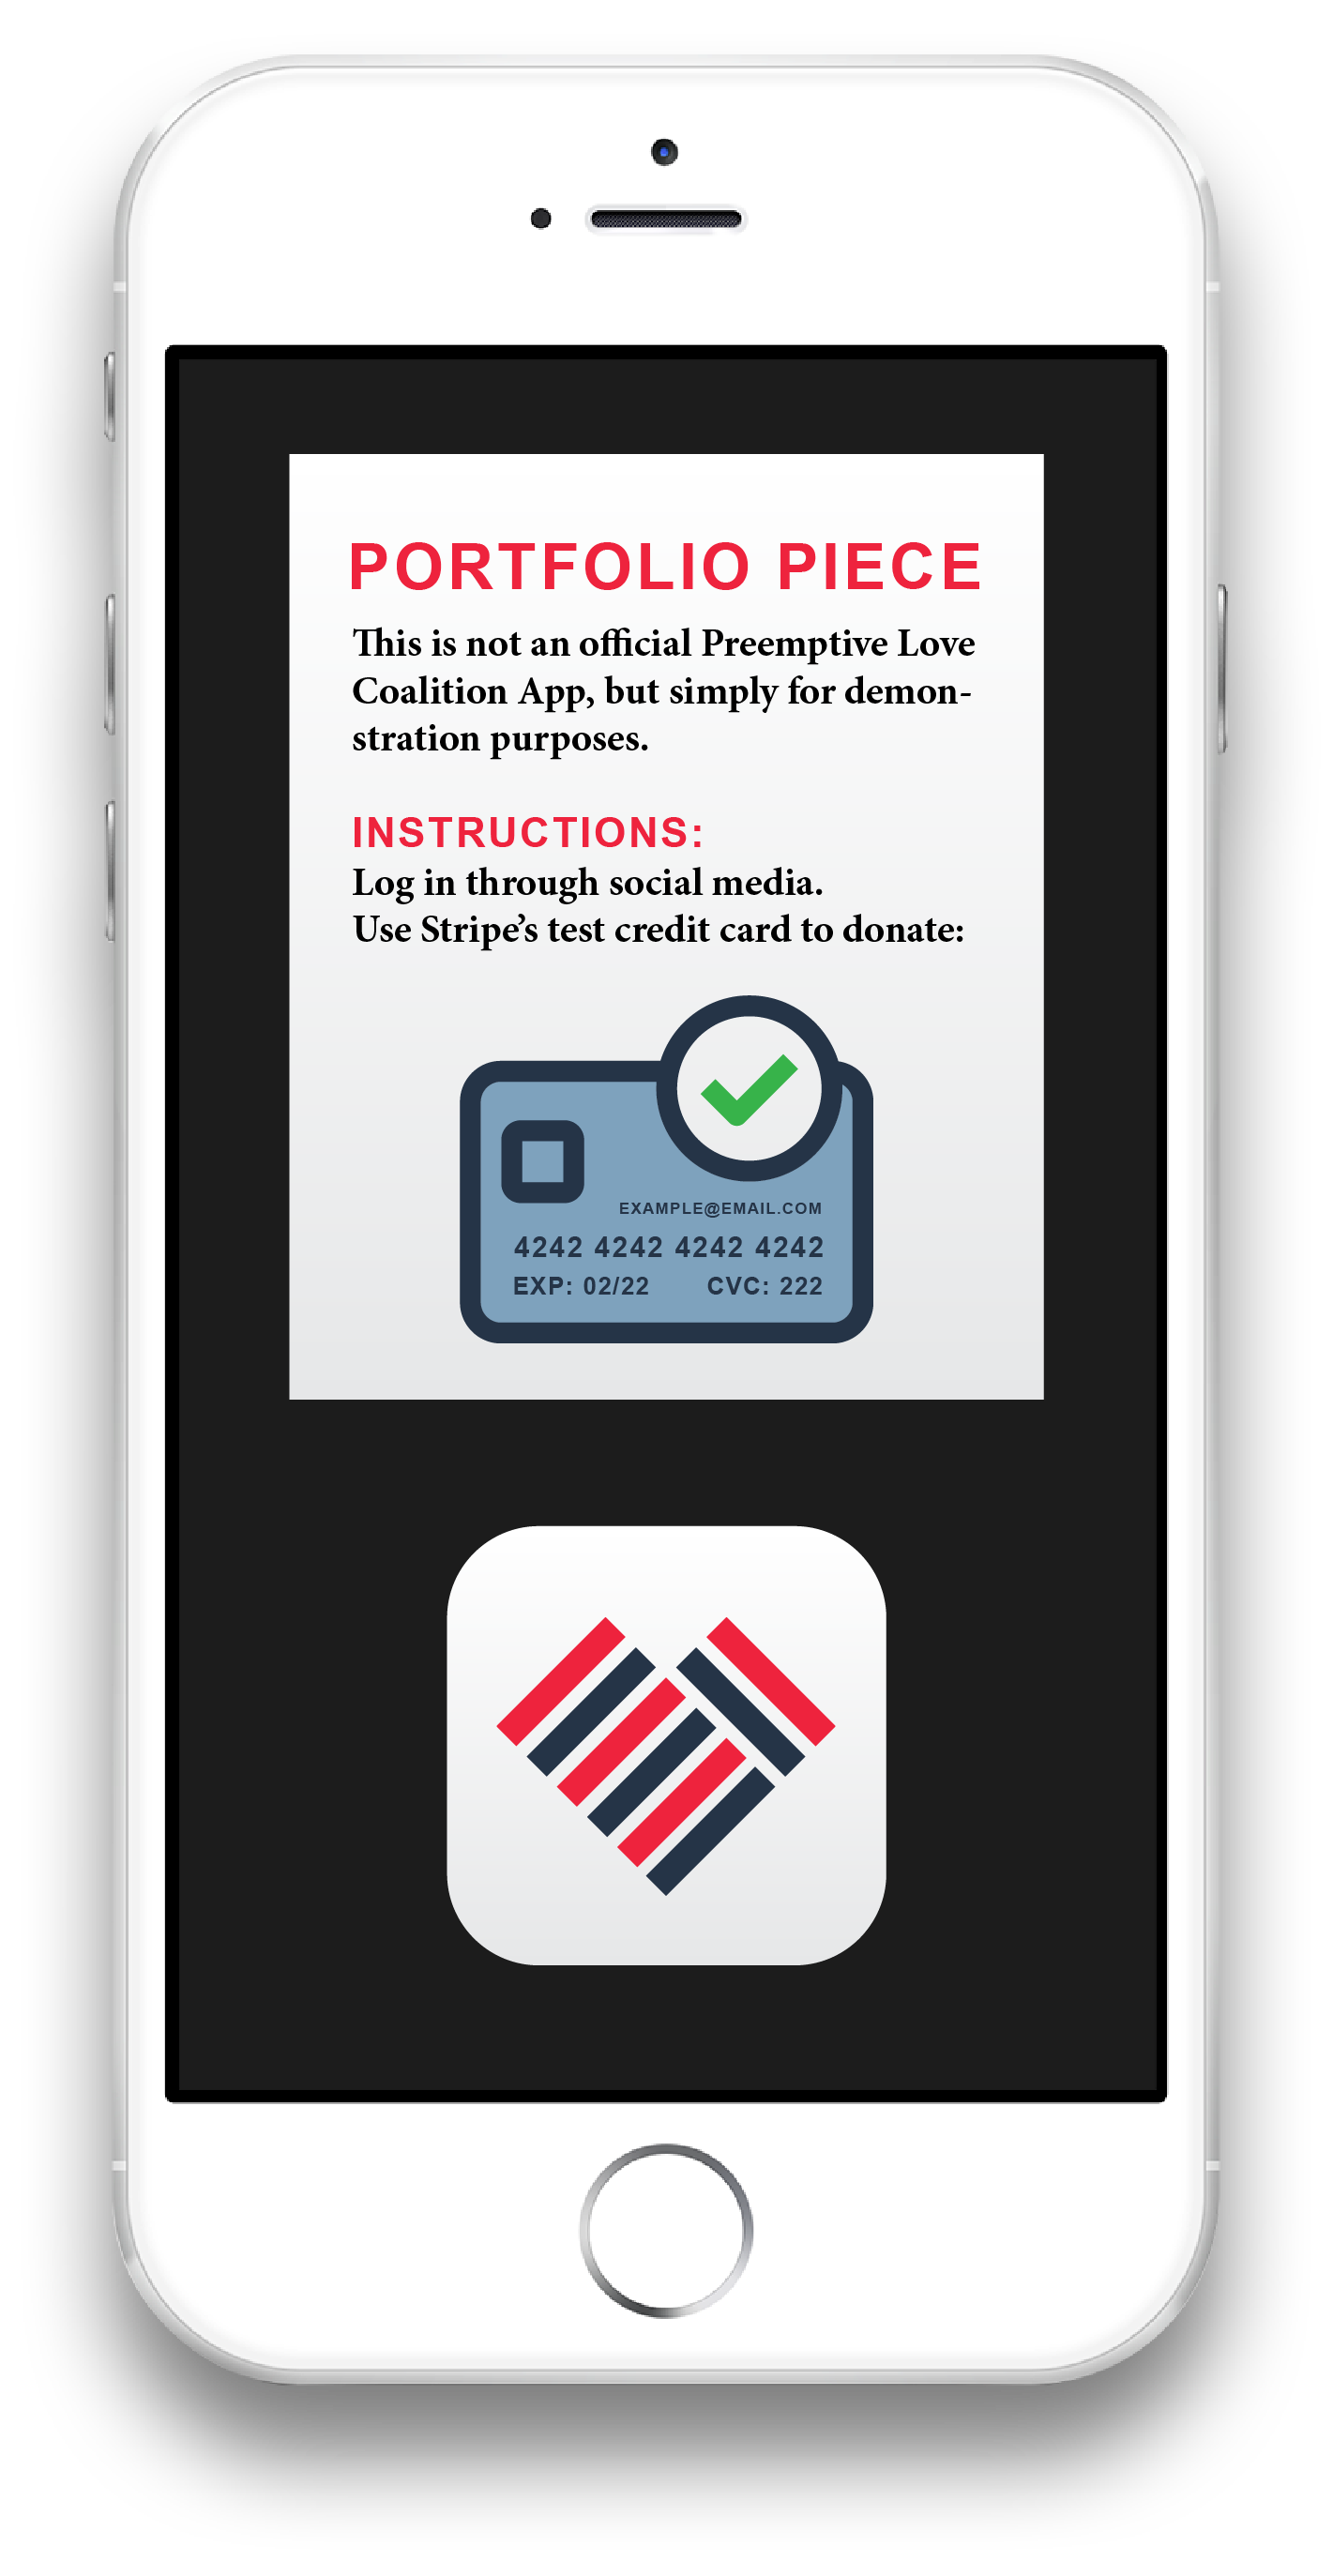 PORTFOLIO PIECE
This is not an official Preemptive Love
Coalition App, but simply for demon-
stration purposes.
INSTRUCTIONS:
Log in through social media.
Use Stripe’s test credit card to donate:
EXAMPLE@EMAIL.COM
4242 4242 4242 4242
EXP: 02/22 CVC: 222